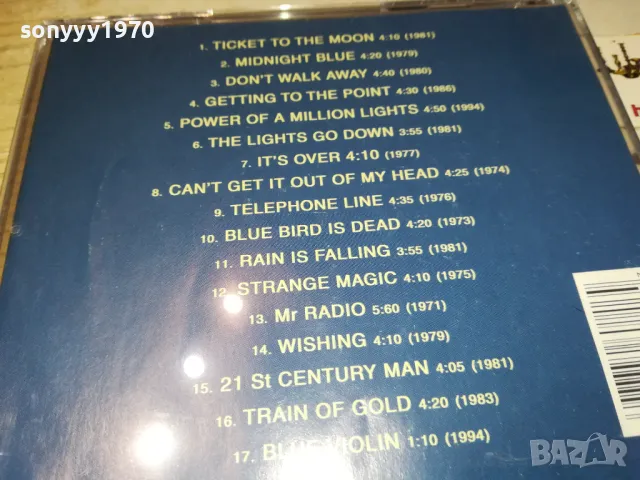 sonyyy1970
1. TICKET TO THE MOON 4:10 (1981)
2. MIDNIGHT BLUE 4:20 (1979)
3. DON'T WALK AWAY 4:40 (1980)
4. GETTING TO THE POINT 4:30 (1986)
5. POWER OF A MILLION LIGHTS 4:50 (1994)
6. THE LIGHTS GO DOWN 3:55 (1981)
7. IT'S OVER 4:10 (1977)
8. CAN'T GET IT OUT OF MY HEAD 4:25 (1974)
9. TELEPHONE LINE 4:35 (1976)
10. BLUE BIRD IS DEAD 4:20 (1973)
11. RAIN IS FALLING 3:55 (1981)
12. STRANGE MAGIC 4:10 (1975)
13. Mr RADIO 5:60 (1971)
14. WISHING 4:10 (1979)
15. 21 St CENTURY MAN 4:05 (1981)
16. TRAIN OF GOLD 4:20 (1983)
17. BLUE VIOLIN 1:10 (1994)
BAZAR
bg